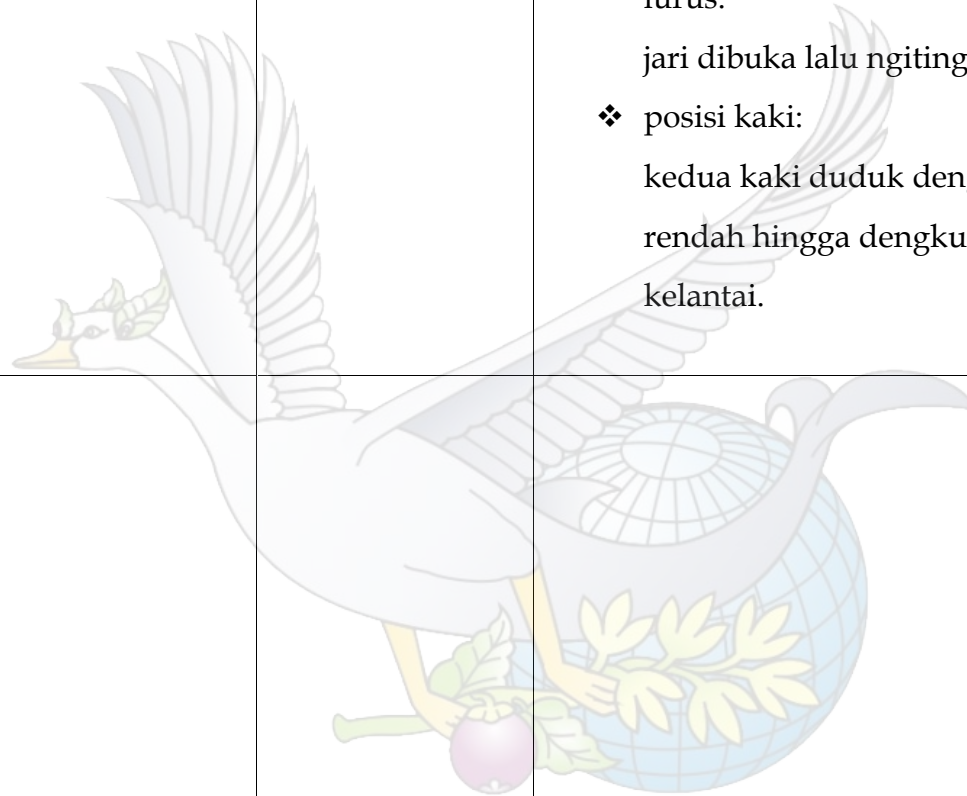 lurus.
jari dibuka lalu ngiting
❖ posisi kaki:
kedua kaki duduk den
rendah hingga dengku
kelantai.